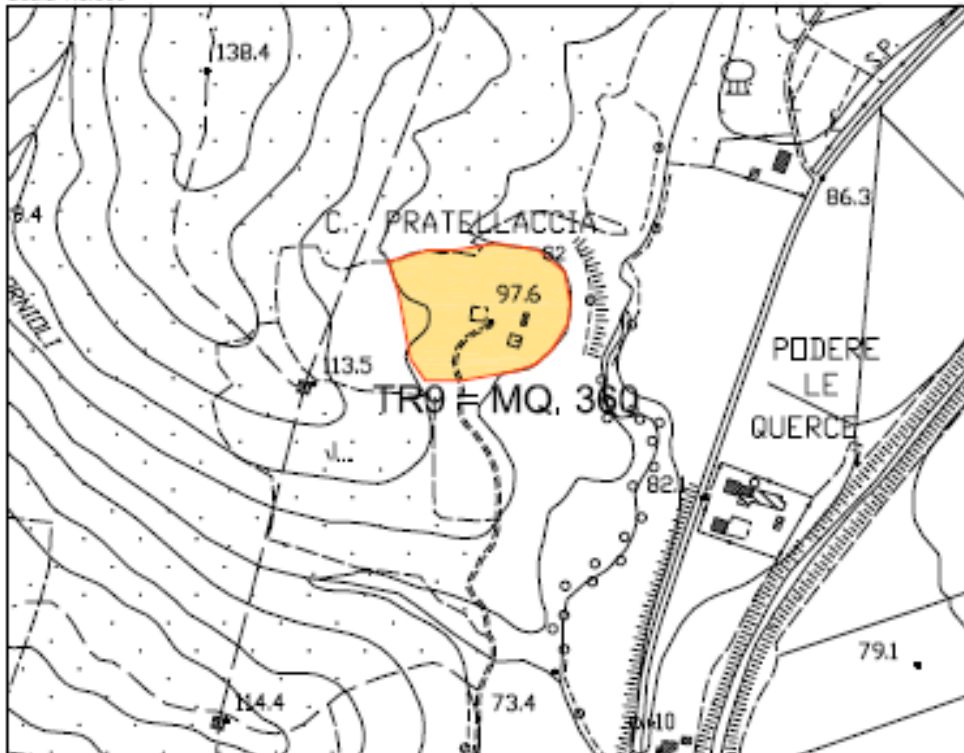 138.4
S.P.
86.3
C. PRATELLACCIA
97.6
PODERE
LE
QUERCE
113.5
TR9 = MQ. 360
82.1
79.1
114.4
73.4